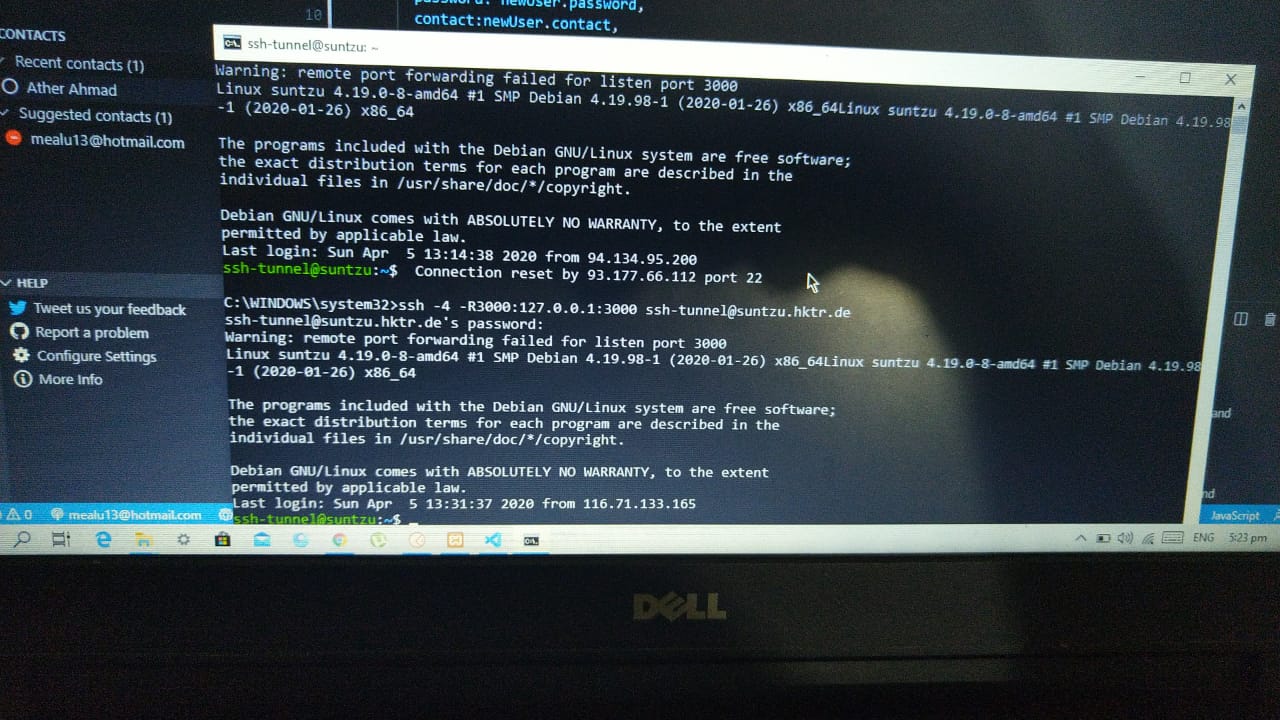 10
password: newUser.password,
contact:newUser.contact,
CONTACTS
Recent contacts (1)
Ather Ahmad
Suggested contacts (1)
mealu13@hotmail.com
HELP
Tweet us your feedback
Report a problem
Configure Settings
More Info
0
mealu13@hotmail.com
ssh-tunnel@suntzu: ~
Warning: remote port forwarding failed for listen port 3000
Linux suntzu 4.19.0-8-amd64 #1 SMP Debian 4.19.98-1 (2020-01-26) x86_64Linux suntzu 4.19.0-8-amd64 #1 SMP Debian 4.19.98
-1 (2020-01-26) x86_64
The programs included with the Debian GNU/Linux system are free software;
the exact distribution terms for each program are described in the
individual files in /usr/share/doc/*/copyright.
Debian GNU/Linux comes with ABSOLUTELY NO WARRANTY, to the extent
permitted by applicable law.
Last login: Sun Apr  5 13:14:38 2020 from 94.134.95.200
ssh-tunnel@suntzu:~$  Connection reset by 93.177.66.112 port 22
C:\WINDOWS\system32>ssh -4 -R3000:127.0.0.1:3000 ssh-tunnel@suntzu.hktr.de
ssh-tunnel@suntzu.hktr.de's password:
Warning: remote port forwarding failed for listen port 3000
Linux suntzu 4.19.0-8-amd64 #1 SMP Debian 4.19.98-1 (2020-01-26) x86_64Linux suntzu 4.19.0-8-amd64 #1 SMP Debian 4.19.98
-1 (2020-01-26) x86_64
The programs included with the Debian GNU/Linux system are free software;
the exact distribution terms for each program are described in the
individual files in /usr/share/doc/*/copyright.
Debian GNU/Linux comes with ABSOLUTELY NO WARRANTY, to the extent
permitted by applicable law.
Last login: Sun Apr  5 13:31:37 2020 from 116.71.133.165
ssh-tunnel@suntzu:~$ _
and
nd
JavaScript
ENG 5:23 pm
DELL